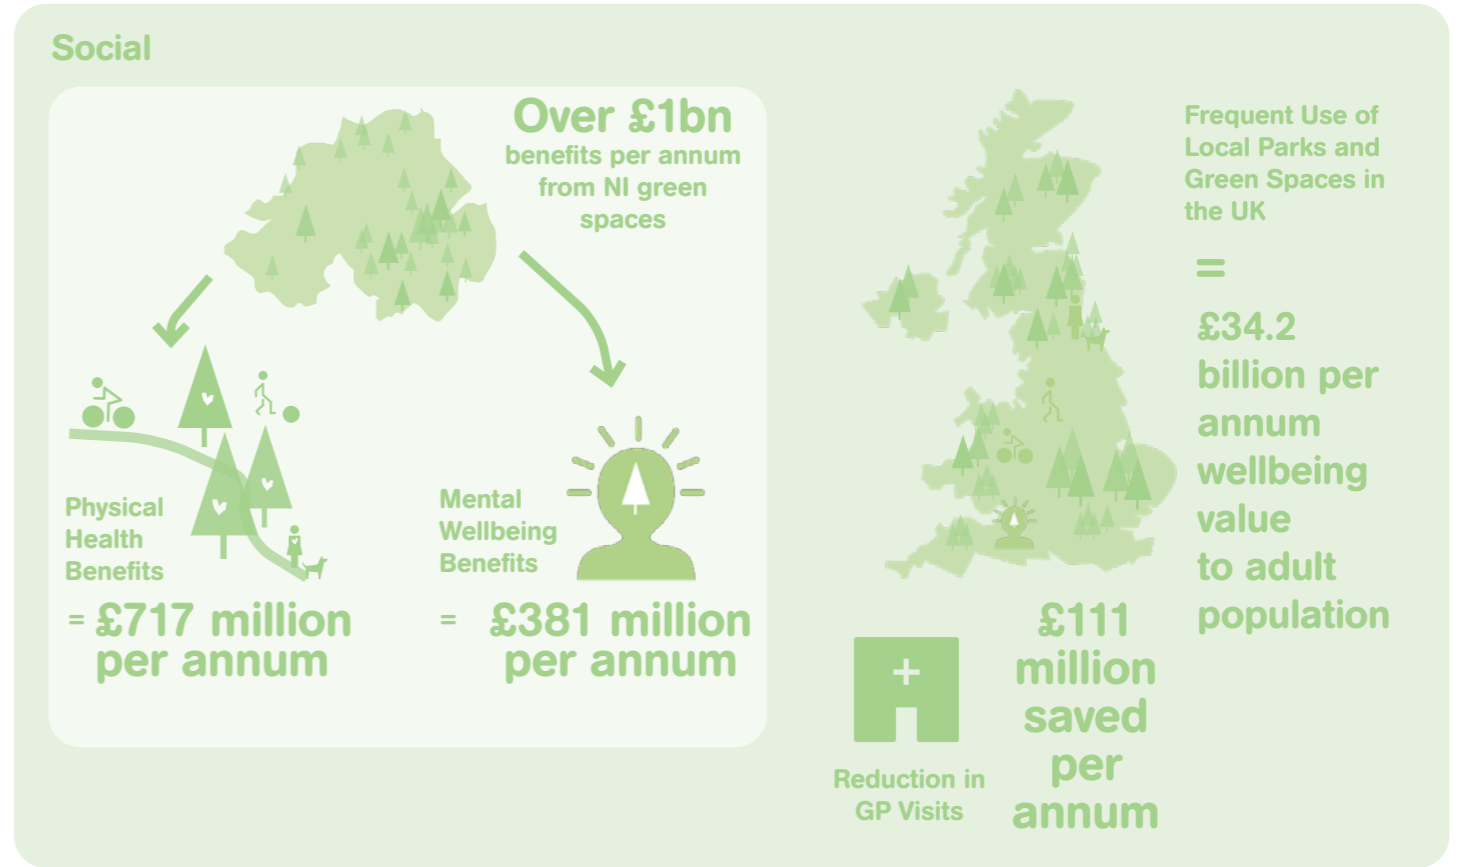 Social
Over £1bn
benefits per annum
from NI green
spaces
Physical
Health
Benefits
= £717 million
per annum
Mental
Wellbeing
Benefits
= £381 million
per annum
Frequent Use of
Local Parks and
Green Spaces in
the UK
=
£34.2
billion per
annum
wellbeing
value
to adult
population
Reduction in
GP Visits
£111
million
saved
per
annum